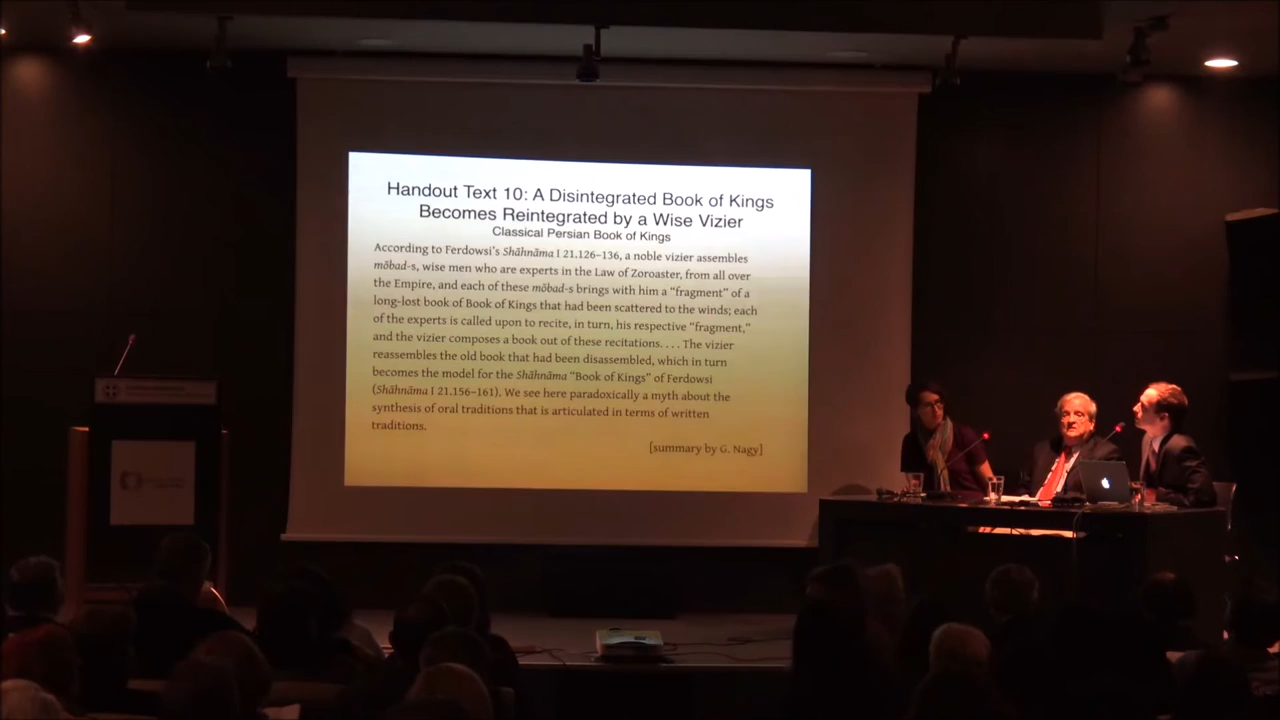 Handout Text 10: A Disintegrated Book of Kings
Becomes Reintegrated by a Wise Vizier
Classical Persian Book of Kings
According to Ferdowsi's Shāhnāma I 21.126–136, a noble vizier assembles
mōbad-s, wise men who are experts in the Law of Zoroaster, from all over
the Empire, and each of these mōbad-s brings with him a “fragment” of a
long-lost book of Book of Kings that had been scattered to the winds; each
of the experts is called upon to recite, in turn, his respective “fragment,”
and the vizier composes a book out of these recitations. . . . The vizier
reassembles the old book that had been disassembled, which in turn
becomes the model for the Shāhnāma “Book of Kings” of Ferdowsi
(Shāhnāma I 21.156–161). We see here paradoxically a myth about the
synthesis of oral traditions that is articulated in terms of written
traditions.
[summary by G. Nagy]